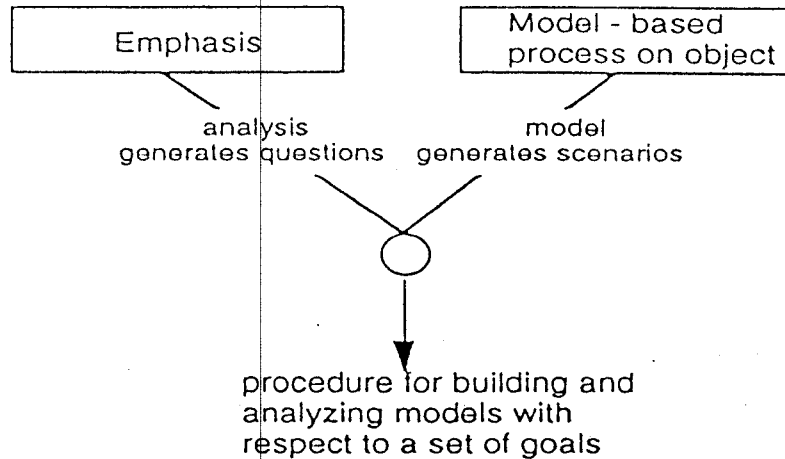 Emphasis
Model - based
process on object
analysis
generates questions
model
generates scenarios
procedure for building and
analyzing models with
respect to a set of goals